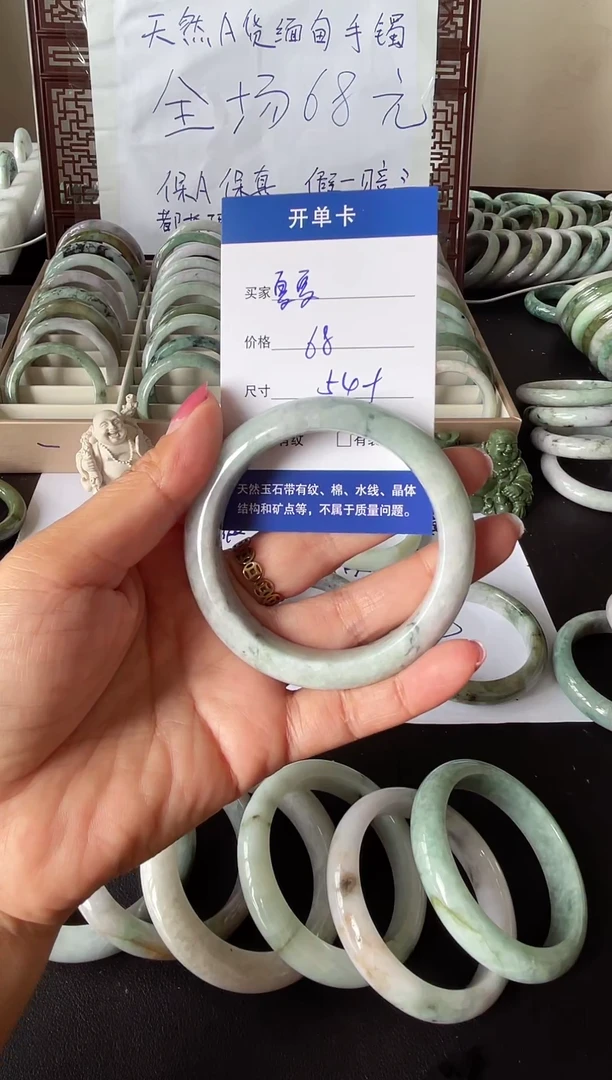 天然A货缅甸手镯
全场68元
保A保真 假一赔
开单卡
买家 夏夏
价格 68
尺寸 54+
天然玉石带有纹、棉、水线、晶体
结构和矿点等，不属于质量问题。